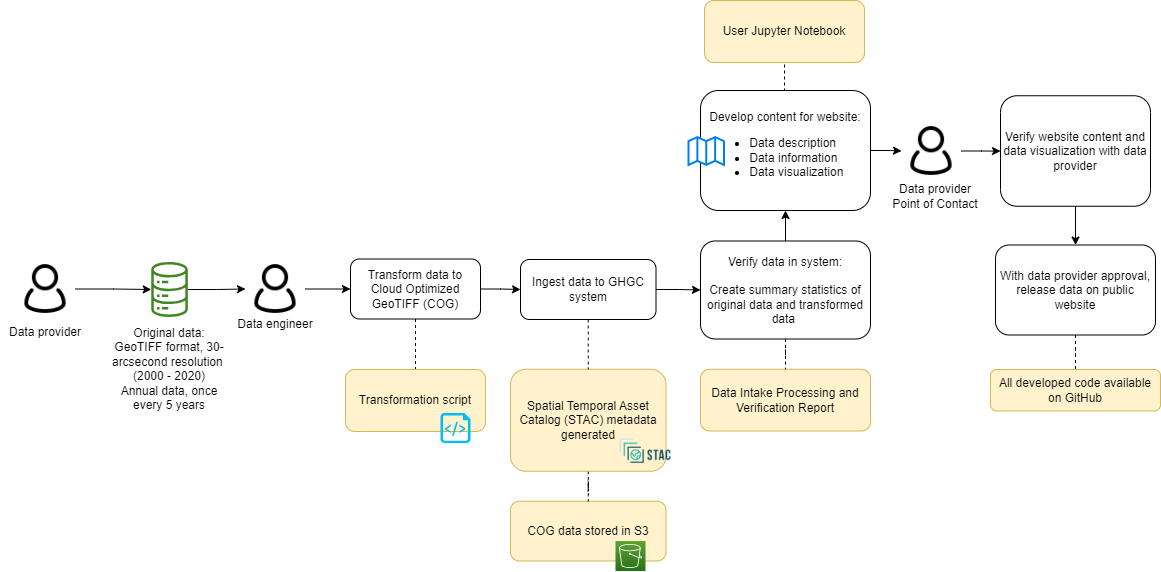 User Jupyter Notebook
Develop content for website:
• Data description
• Data information
• Data visualization
Data provider
Point of Contact
Verify website content and
data visualization with data
provider
Data provider
Original data:
GeoTIFF format, 30-
arcsecond resolution
(2000 - 2020)
Annual data, once
every 5 years
Data engineer
Transform data to
Cloud Optimized
GeoTIFF (COG)
Ingest data to GHGC
system
Verify data in system:
Create summary statistics of
original data and transformed
data
With data provider approval,
release data on public
website
Transformation script
</>
Spatial Temporal Asset
Catalog (STAC) metadata
generated
STAC
Data Intake Processing and
Verification Report
All developed code available
on GitHub
COG data stored in S3